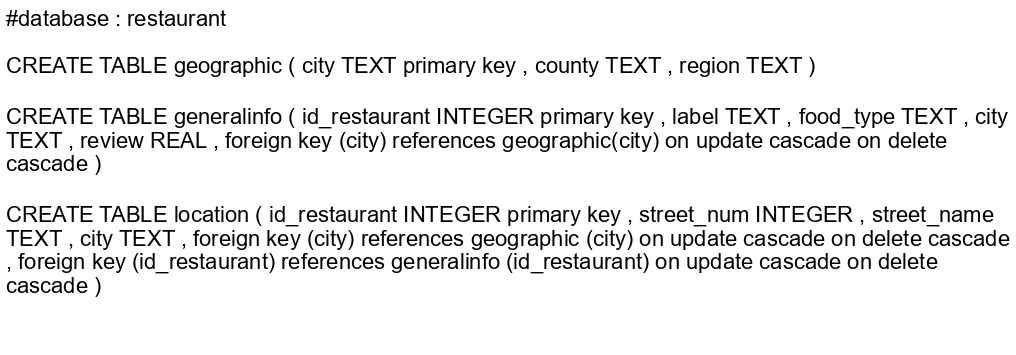 #database : restaurant
CREATE TABLE geographic ( city TEXT primary key , county TEXT , region TEXT )
CREATE TABLE generalinfo ( id_restaurant INTEGER primary key , label TEXT , food_type TEXT , city
TEXT , review REAL , foreign key (city) references geographic(city) on update cascade on delete
cascade )
CREATE TABLE location ( id_restaurant INTEGER primary key , street_num INTEGER , street_name
TEXT , city TEXT , foreign key (city) references geographic (city) on update cascade on delete cascade
, foreign key (id_restaurant) references generalinfo (id_restaurant) on update cascade on delete
cascade )